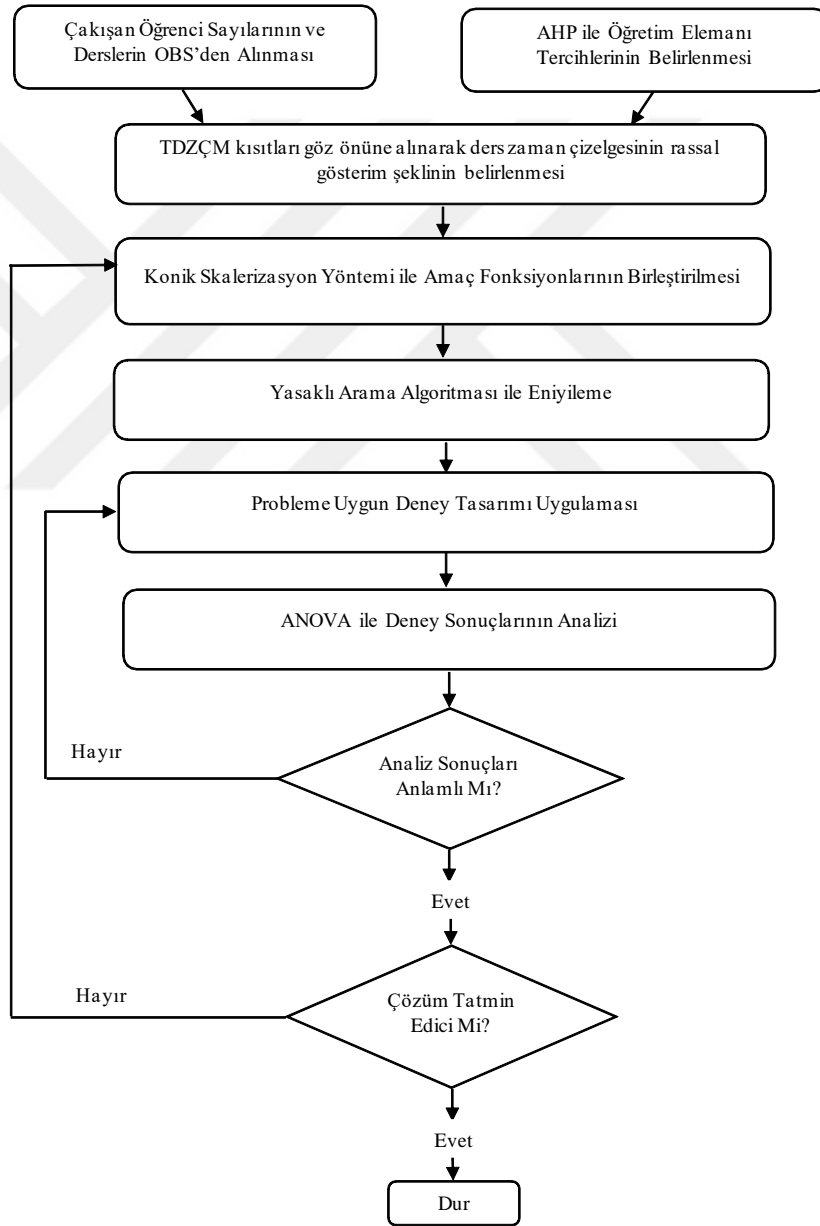 Çakışan Öğrenci Sayılarının ve
Derslerin OBS’den Alınması
AHP ile Öğretim Elemanı
Tercihlerinin Belirlenmesi
TDZÇM kısıtları göz önüne alınarak ders zaman çizelgesinin rassal
gösterim şeklinin belirlenmesi
Konik Skalerizasyon Yöntemi ile Amaç Fonksiyonlarının Birleştirilmesi
Yasaklı Arama Algoritması ile Eniyileme
Probleme Uygun Deney Tasarımı Uygulaması
ANOVA ile Deney Sonuçlarının Analizi
Hayır
Analiz Sonuçları
Anlamlı Mı?
Evet
Hayır
Çözüm Tatmin
Edici Mi?
Evet
Dur